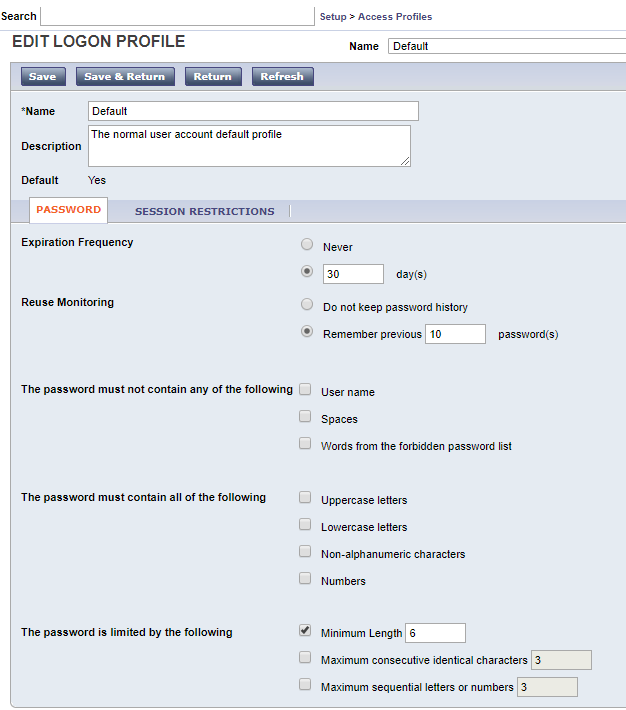 Search
Setup > Access Profiles
EDIT LOGON PROFILE
Name Default
Save Save & Return Return Refresh
*Name Default
Description The normal user account default profile
Default Yes
PASSWORD SESSION RESTRICTIONS
Expiration Frequency Never
30 day(s)
Reuse Monitoring Do not keep password history
Remember previous 10 password(s)
The password must not contain any of the following User name
Spaces
Words from the forbidden password list
The password must contain all of the following Uppercase letters
Lowercase letters
Non-alphanumeric characters
Numbers
The password is limited by the following Minimum Length 6
Maximum consecutive identical characters 3
Maximum sequential letters or numbers 3